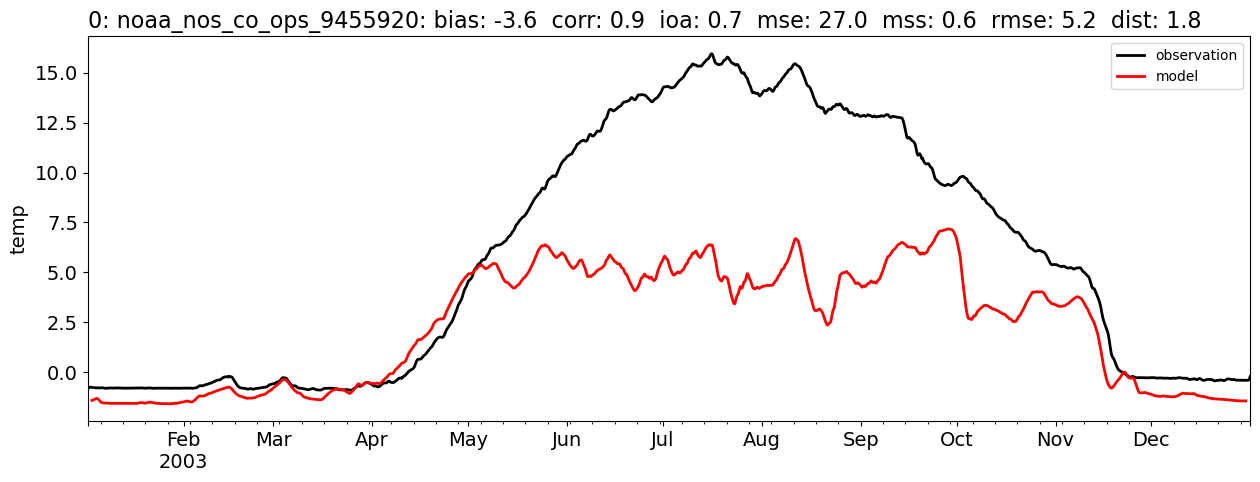 0: noaa_nos_co_ops_9455920: bias: -3.6  corr: 0.9  ioa: 0.7  mse: 27.0  mss: 0.6  rmse: 5.2  dist: 1.8
observation
model
15.0
12.5
10.0
7.5
5.0
2.5
0.0
temp
Feb Mar Apr May Jun Jul Aug Sep Oct Nov Dec
2003